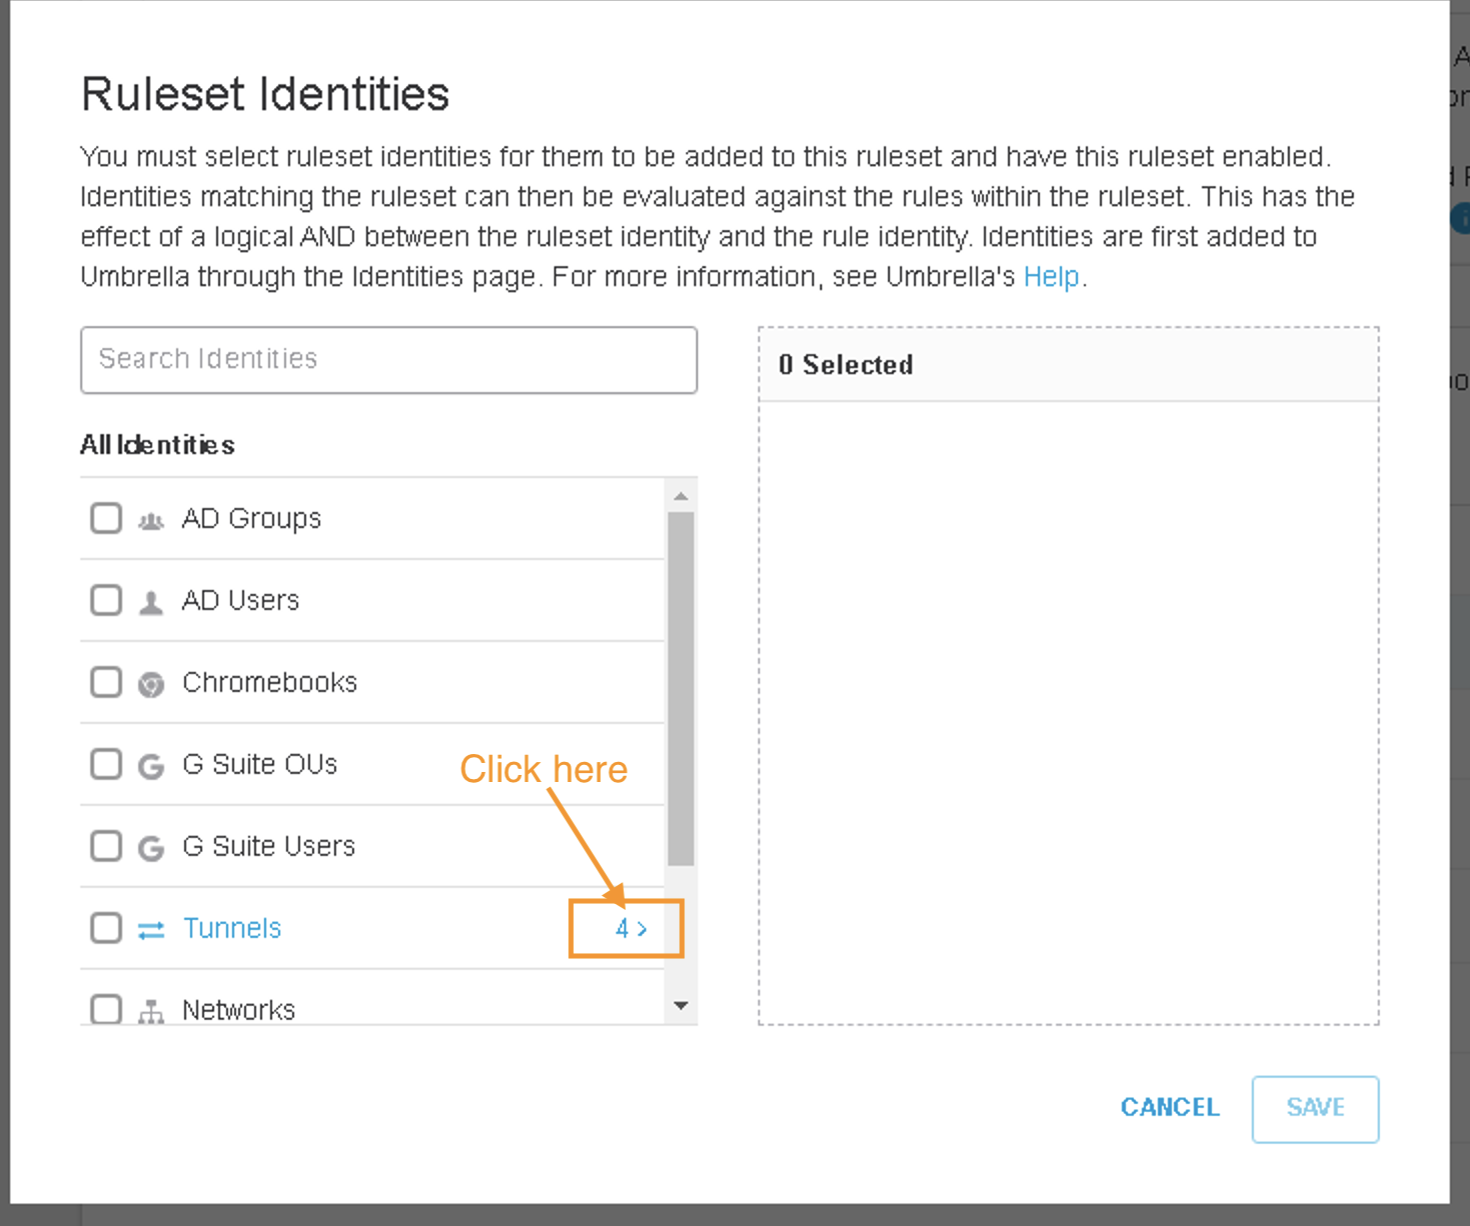 Ruleset Identities
You must select ruleset identities for them to be added to this ruleset and have this ruleset enabled.
Identities matching the ruleset can then be evaluated against the rules within the ruleset. This has the
effect of a logical AND between the ruleset identity and the rule identity. Identities are first added to
Umbrella through the Identities page. For more information, see Umbrella's Help.
Search Identities
0 Selected
All Identities
AD Groups
AD Users
Chromebooks
G Suite OUs
Click here
G Suite Users
Tunnels 4 >
Networks
CANCEL SAVE